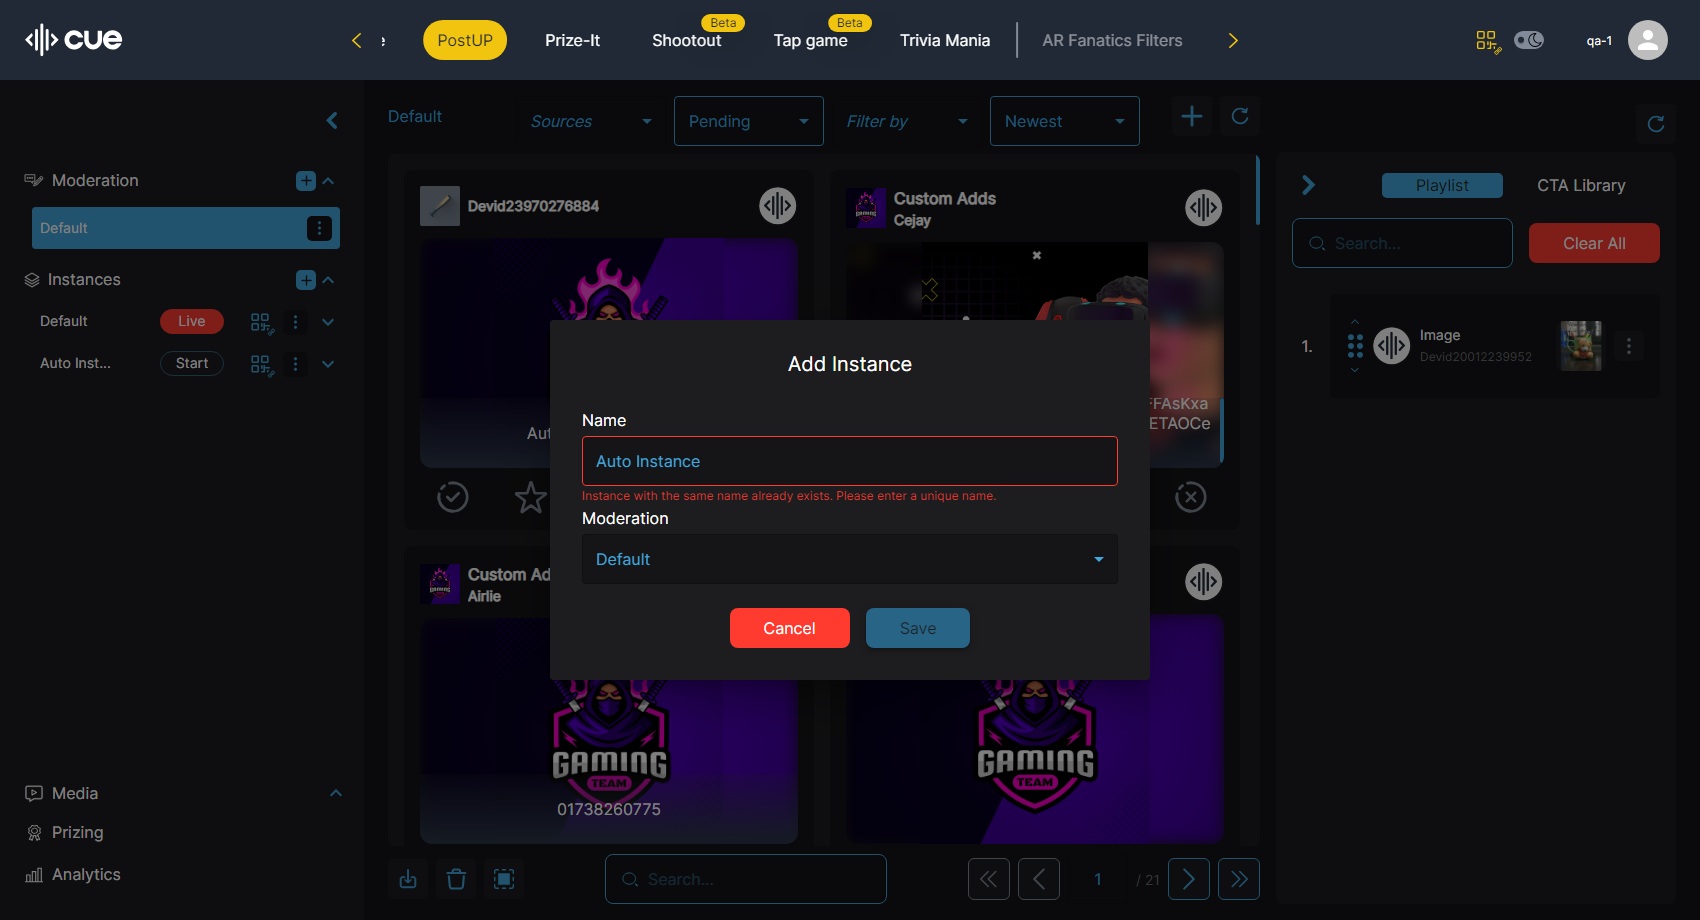 cue
e
PostUP
Prize-It
Shootout
Beta
Tap game
Beta
Trivia Mania
AR Fanatics Filters
qa-1
Moderation
Default
Instances
Default
Live
Auto Inst...
Start
Media
Prizing
Analytics
Default
Sources
Pending
Filter by
Newest
Devid23970276884
Aut
Custom Adds
Cejay
FFAsKxa
ETAOCe
Custom Ad
Airlie
GAMING
TEAM
01738260775
GAMING
TEAM
Add Instance
Name
Auto Instance
Instance with the same name already exists. Please enter a unique name.
Moderation
Default
Cancel
Save
Search...
1
/ 21
Playlist
CTA Library
Search...
Clear All
1.
Image
Devid20012239952